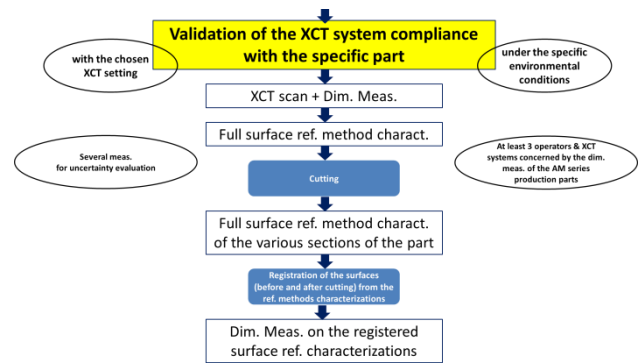 Validation of the XCT system compliance
with the specific part
with the chosen
XCT setting
under the specific
environmental
conditions
XCT scan + Dim. Meas.
Full surface ref. method charact.
Several meas.
for uncertainty evaluation
At least 3 operators & XCT
systems concerned by the dim.
meas. of the AM series
production parts
Cutting
Full surface ref. method charact.
of the various sections of the part
Registration of the surfaces
(before and after cutting) from the
ref. methods characterizations
Dim. Meas. on the registered
surface ref. characterizations